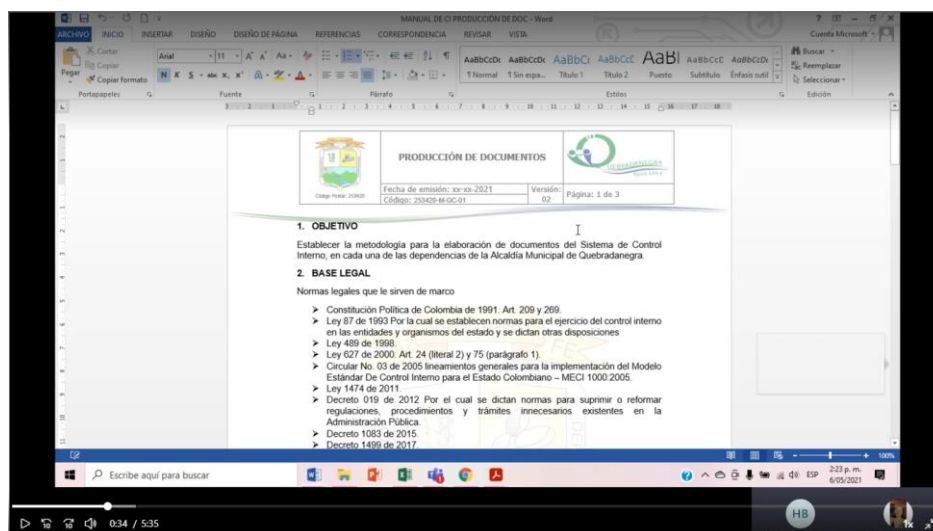 MANUAL DE CI PRODUCCIÓN DE DOC - Word
ARCHIVO INICIO INSERTAR DISEÑO DISEÑO DE PÁGINA REFERENCIAS CORRESPONDENCIA REVISAR VISTA Cuenta Microsoft
Cortar
Copiar
Pegar
Copiar formato
Portapapeles
Arial 11
N K S abc
Fuente
Párrafo
AaBbCcDc AaBbCcDc AaBbC AaBbCcC AaBl AaBbCcC AaBbCcDc
¶ Normal ¶ Sin espa... Título 1 Título 2 Puesto Subtítulo Énfasis sutil
Estilos
Buscar
Reemplazar
Seleccionar
Edición
PRODUCCIÓN DE DOCUMENTOS
QUEBRADANEGRA
Código Postal: 253420
Fecha de emisión: xx-xx-2021
Versión: 02
Página: 1 de 3
Código: 253420-M-GC-01
1. OBJETIVO
Establecer la metodología para la elaboración de documentos del Sistema de Control
Interno, en cada una de las dependencias de la Alcaldía Municipal de Quebradanegra.
2. BASE LEGAL
Normas legales que le sirven de marco
➢ Constitución Política de Colombia de 1991. Art. 209 y 269.
➢ Ley 87 de 1993 Por la cual se establecen normas para el ejercicio del control interno
en las entidades y organismos del estado y se dictan otras disposiciones
➢ Ley 489 de 1998.
➢ Ley 627 de 2000. Art. 24 (literal 2) y 75 (parágrafo 1).
➢ Circular No. 03 de 2005 lineamientos generales para la implementación del Modelo
Estándar De Control Interno para el Estado Colombiano – MECI 1000:2005.
➢ Ley 1474 de 2011.
➢ Decreto 019 de 2012 Por el cual se dictan normas para suprimir o reformar
regulaciones, procedimientos y trámites innecesarios existentes en la
Administración Pública.
➢ Decreto 1083 de 2015.
➢ Decreto 1499 de 2017.
100%
Escribe aquí para buscar
ESP
2:23 p. m.
6/05/2021
HB
0:34 / 5:35
1x